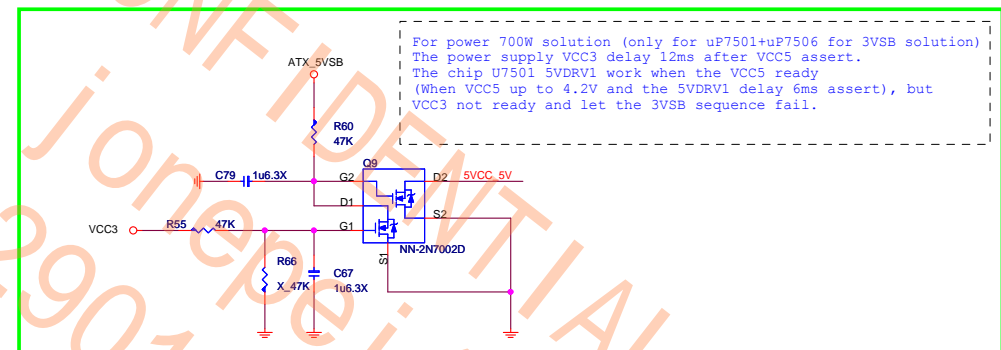 For power 700W solution (only for uP7501+uP7506 for 3VSB solution)
The power supply VCC3 delay 12ms after VCC5 assert.
The chip U7501 5VDRV1 work when the VCC5 ready
(When VCC5 up to 4.2V and the 5VDRV1 delay 6ms assert), but
VCC3 not ready and let the 3VSB sequence fail.
ATX_5VSB
R60
47K
Q9
C79 1u6.3X
G2
D2 5VCC_5V
D1
S2
VCC3
R55 47K
G1
NN-2N7002D
S1
R66
X_47K
C67
1u6.3X
jonepei